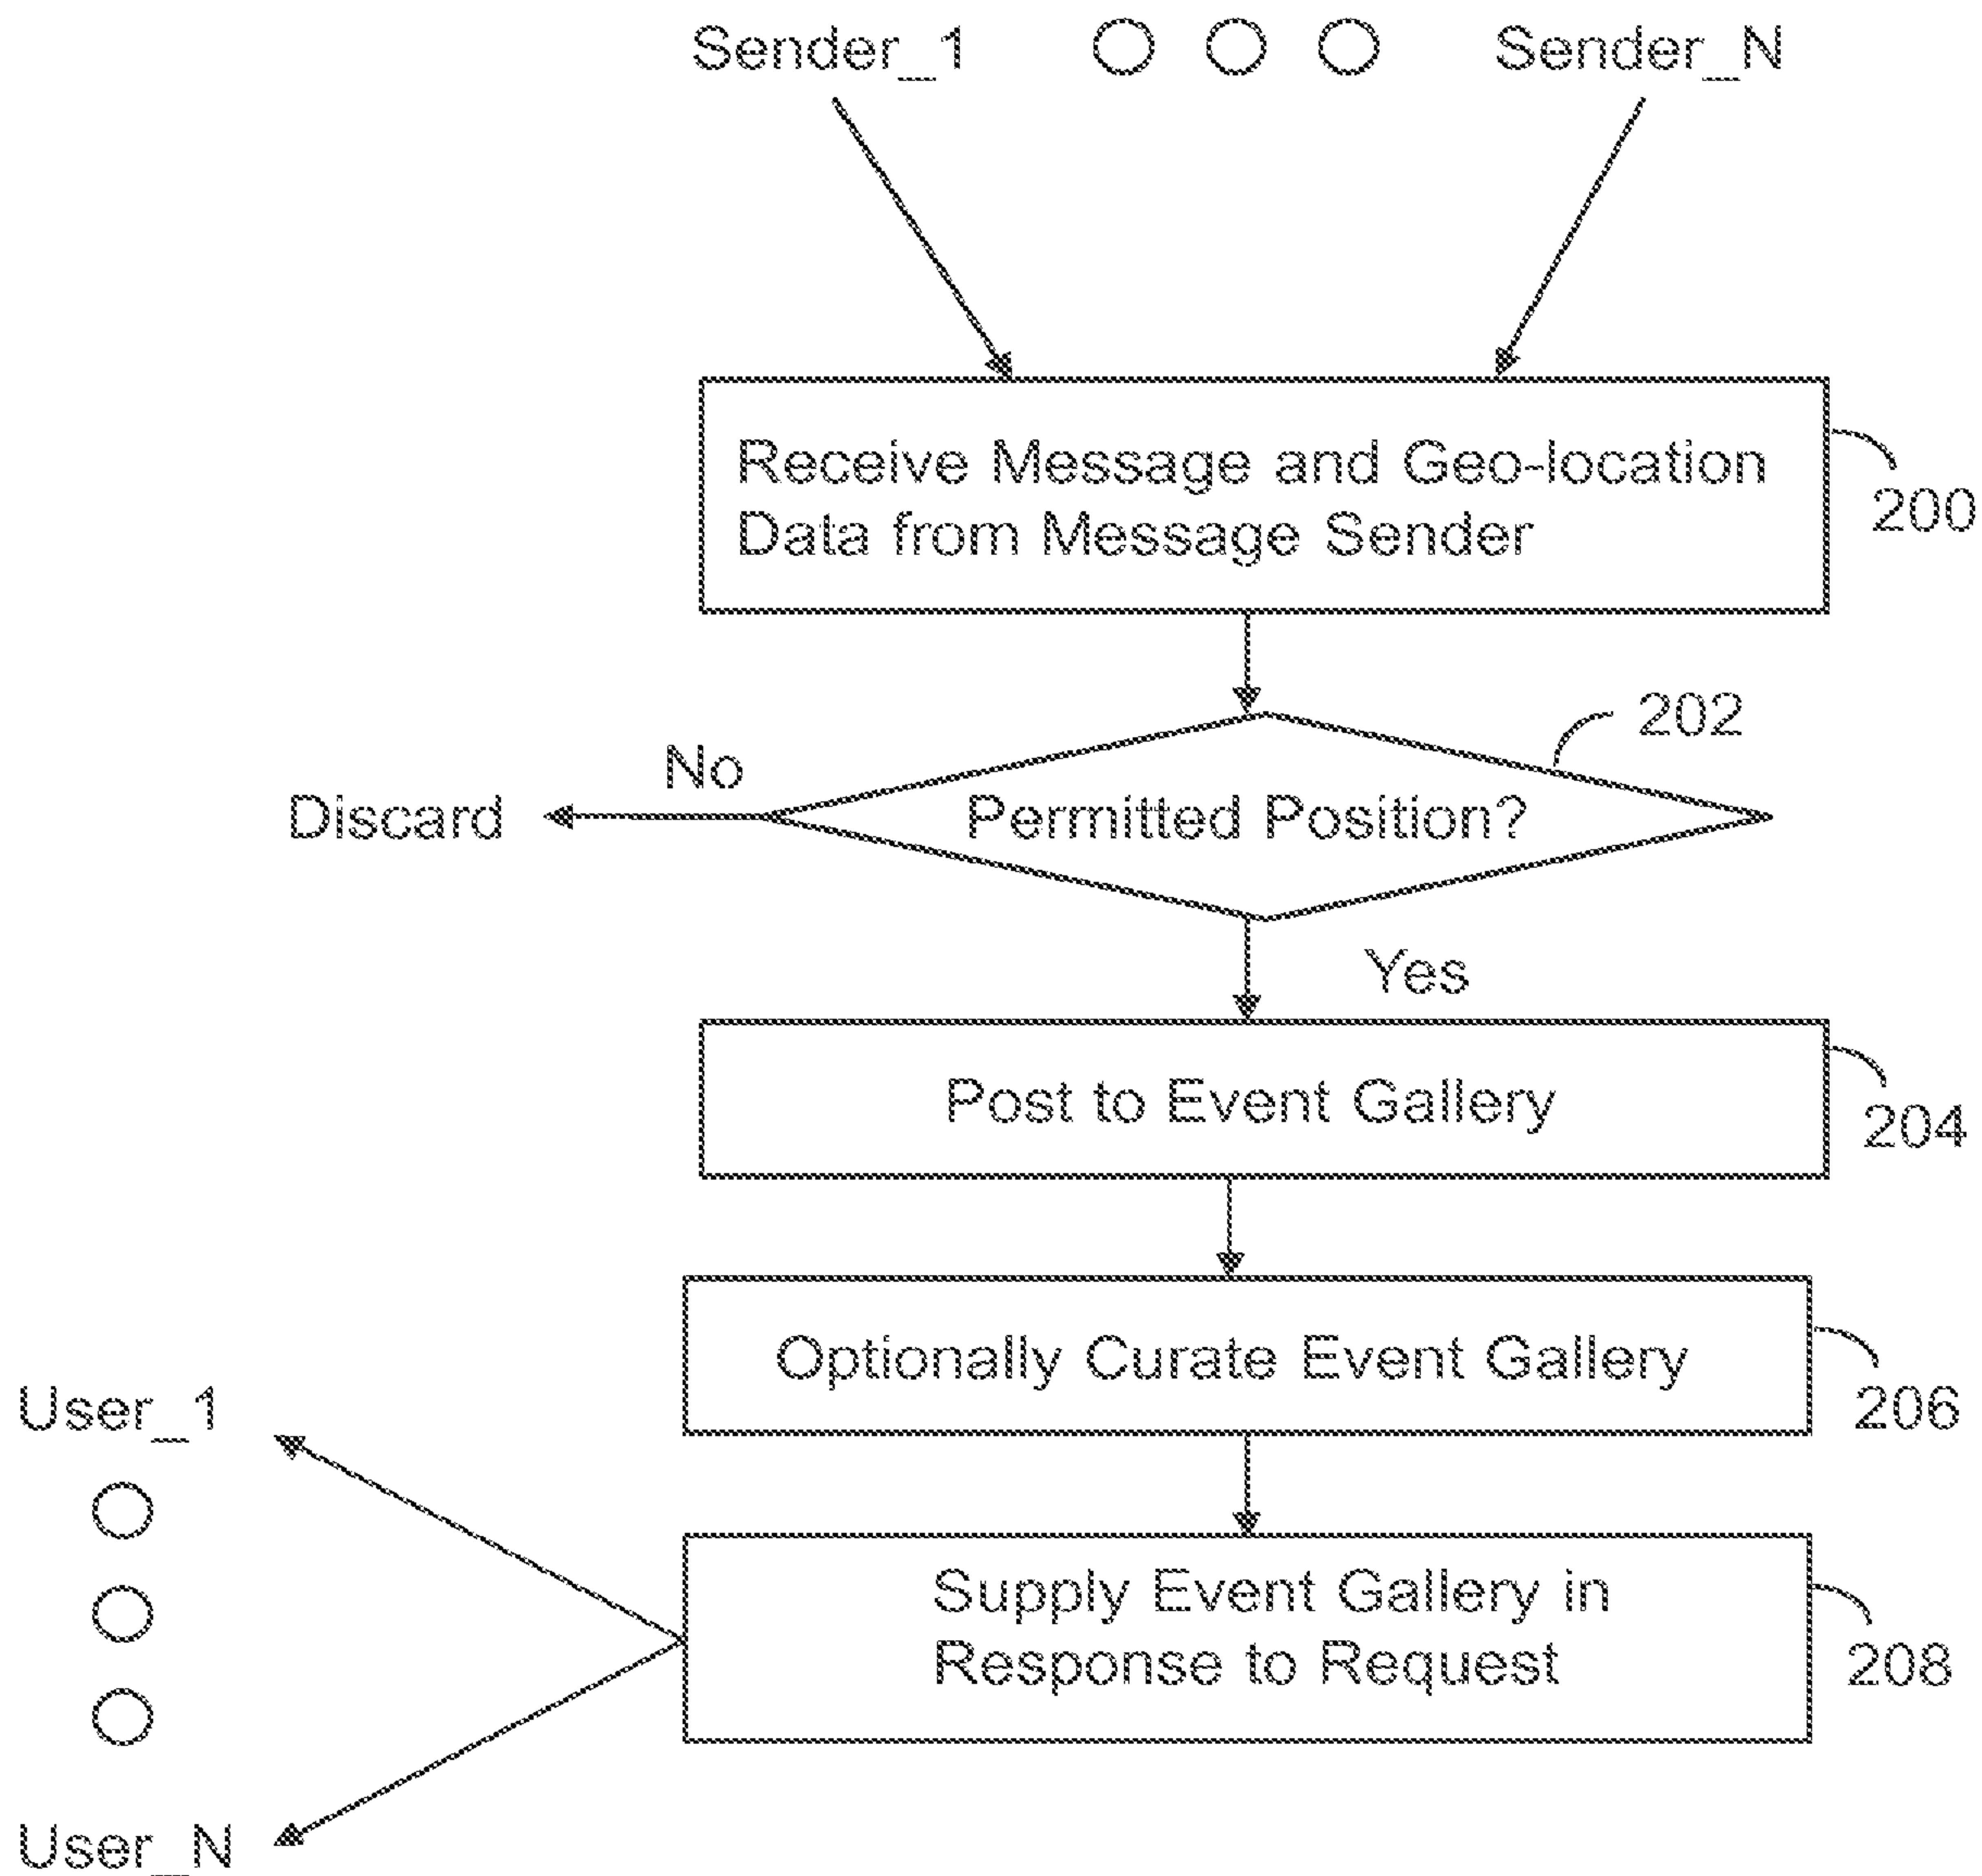 Sender_1
Sender_N
Receive Message and Geo-location
Data from Message Sender
200
202
No
Discard
Permitted Position?
Yes
Post to Event Gallery
204
Optionally Curate Event Gallery
206
User_1
Supply Event Gallery in
Response to Request
208
User_N